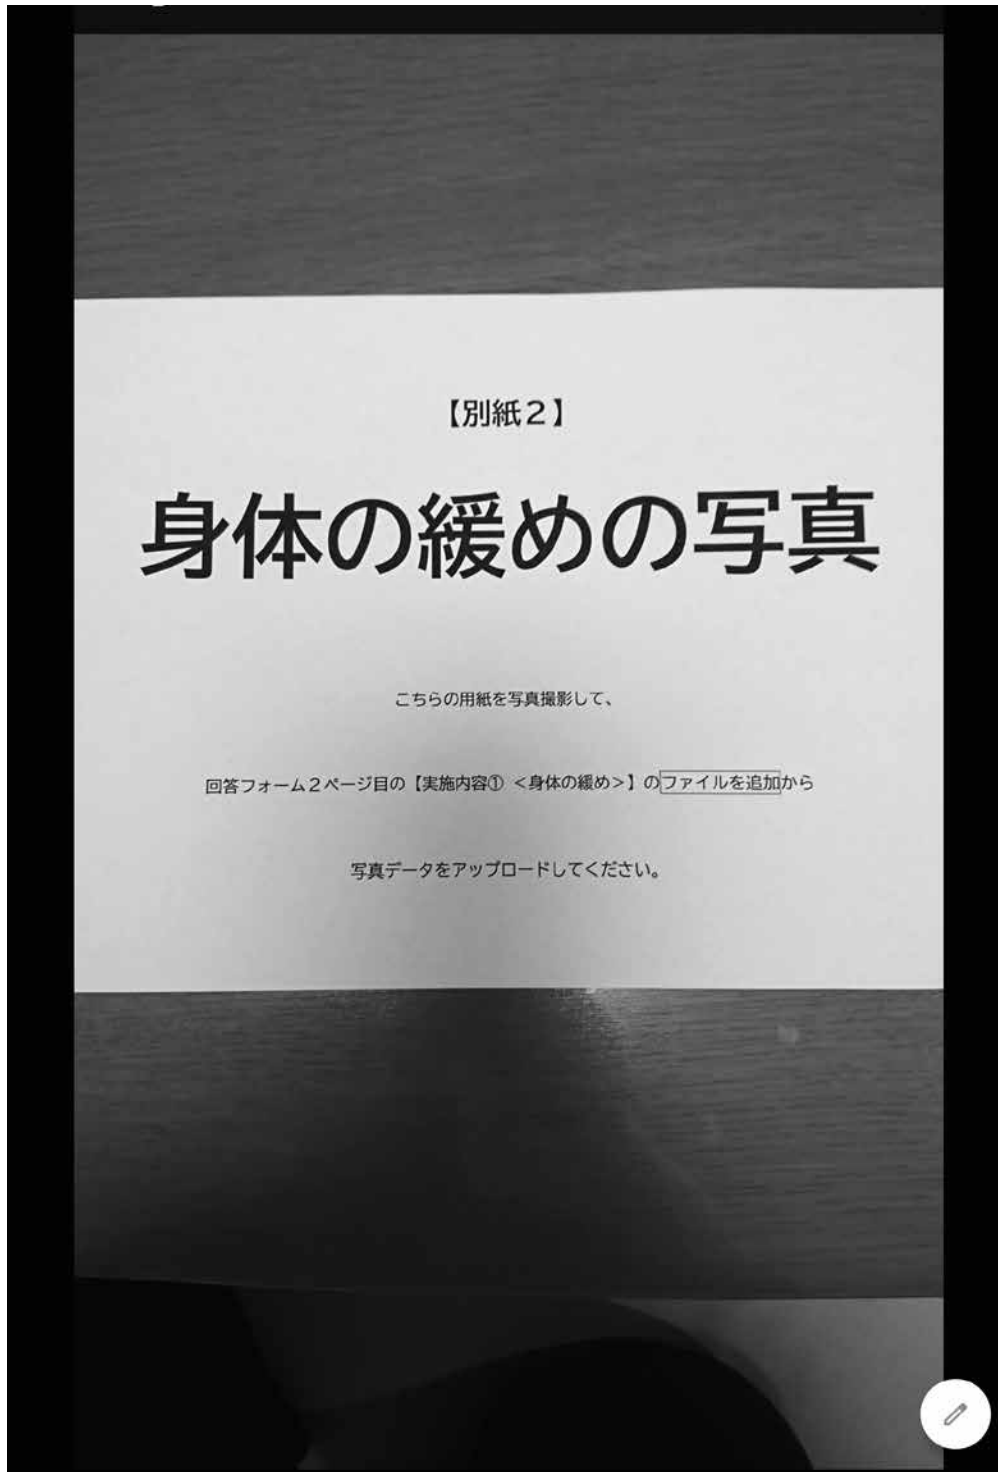 【別紙２】
身体の緩めの写真
こちらの用紙を写真撮影して、
回答フォーム２ページ目の【実施内容① <身体の緩め>】のファイルを追加から
写真データをアップロードしてください。